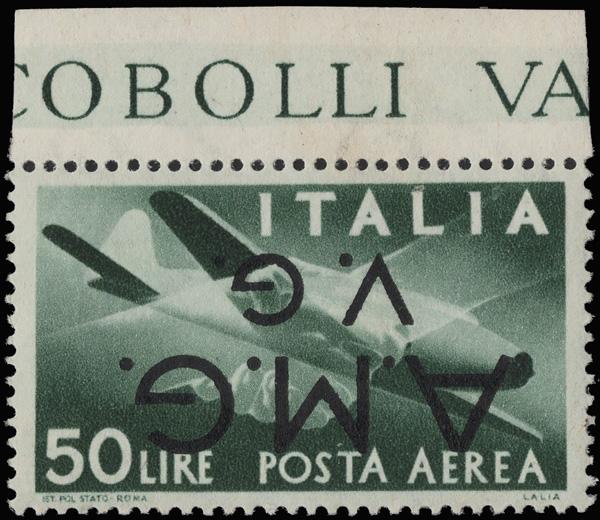 COBOLLI VA
ITALIA
A.M.G.
V.G.
50 LIRE POSTA AEREA
IST. POL. STATO - ROMA LALIA